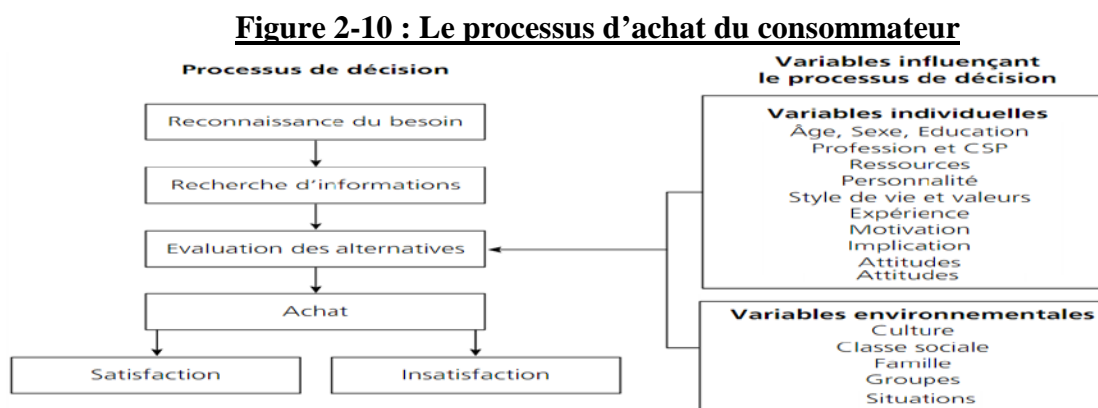 Figure 2-10 : Le processus d’achat du consommateur
Processus de décision
Reconnaissance du besoin
Recherche d’informations
Evaluation des alternatives
Achat
Satisfaction
Insatisfaction
Variables influençant
le processus de décision
Variables individuelles
Âge, Sexe, Education
Profession et CSP
Ressources
Personnalité
Style de vie et valeurs
Expérience
Motivation
Implication
Attitudes
Attitudes
Variables environnementales
Culture
Classe sociale
Famille
Groupes
Situations